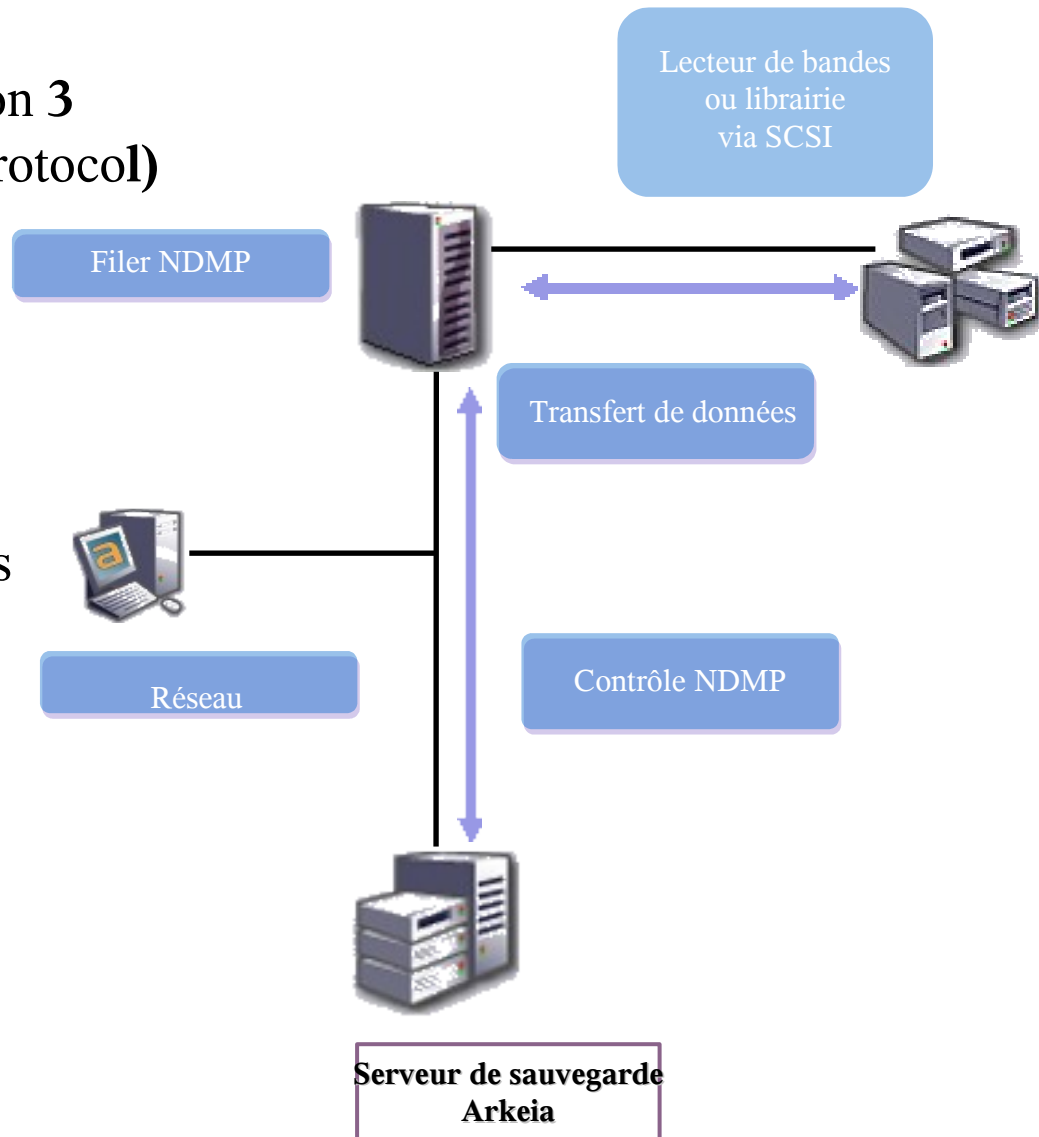 on 3
rotocol)
Lecteur de bandes
ou librairie
via SCSI
Filer NDMP
Transfert de données
s
Réseau
Contrôle NDMP
Serveur de sauvegarde
Arkeia